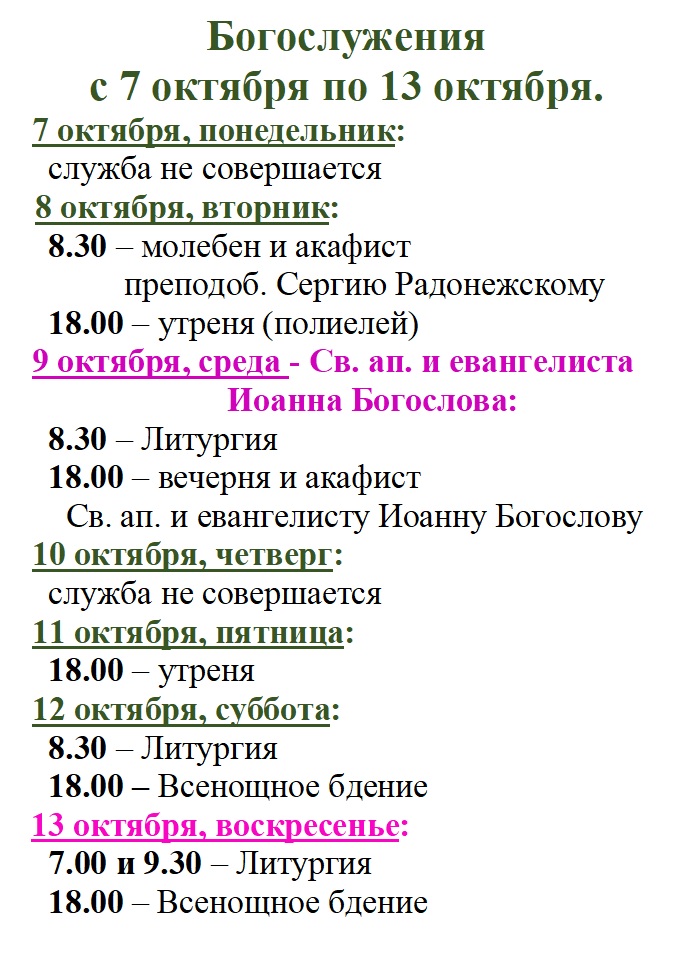 Богослужения
с 7 октября по 13 октября.
7 октября, понедельник:
служба не совершается
8 октября, вторник:
8.30 – молебен и акафист
преподоб. Сергию Радонежскому
18.00 – утреня (полиелей)
9 октября, среда - Св. ап. и евангелиста
Иоанна Богослова:
8.30 – Литургия
18.00 – вечерня и акафист
Св. ап. и евангелисту Иоанну Богослову
10 октября, четверг:
служба не совершается
11 октября, пятница:
18.00 – утреня
12 октября, суббота:
8.30 – Литургия
18.00 – Всенощное бдение
13 октября, воскресенье:
7.00 и 9.30 – Литургия
18.00 – Всенощное бдение